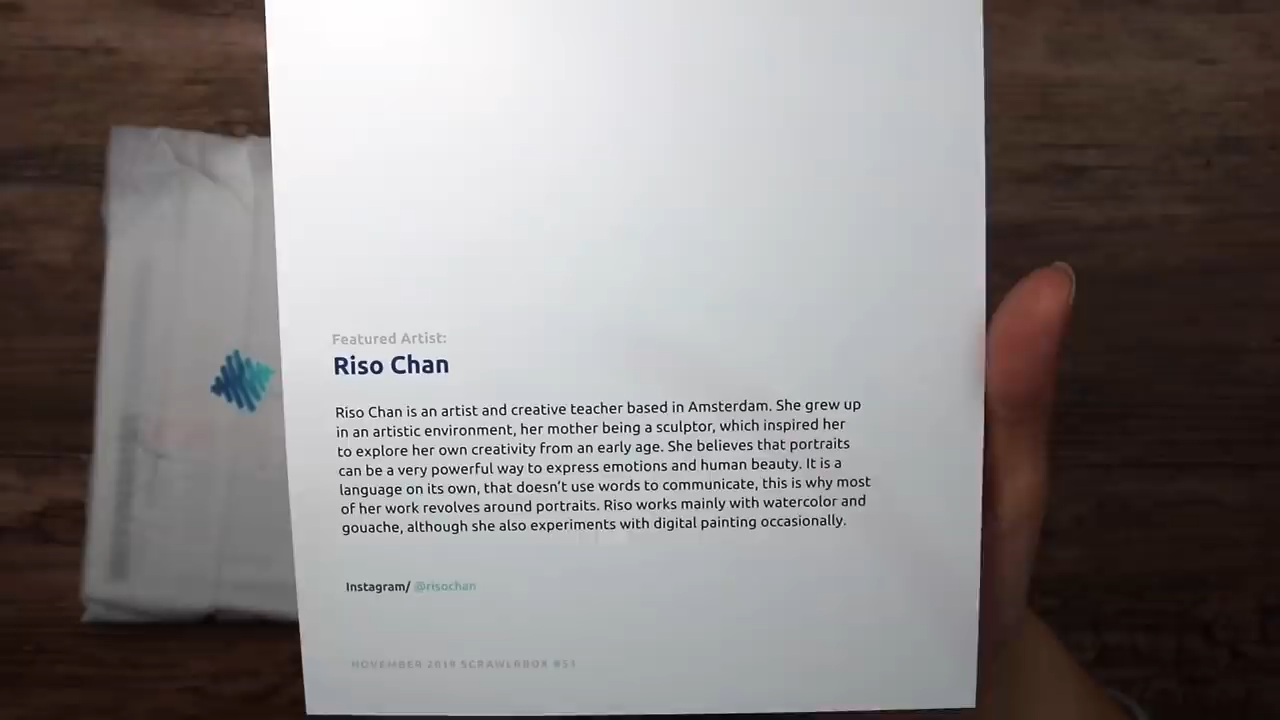 Featured Artist:
Riso Chan
Riso Chan is an artist and creative teacher based in Amsterdam. She grew up
in an artistic environment, her mother being a sculptor, which inspired her
to explore her own creativity from an early age. She believes that portraits
can be a very powerful way to express emotions and human beauty. It is a
language on its own, that doesn't use words to communicate, this is why most
of her work revolves around portraits. Riso works mainly with watercolor and
gouache, although she also experiments with digital painting occasionally.
Instagram/ @risochan
NOVEMBER 2019 SCRAWLRBOX